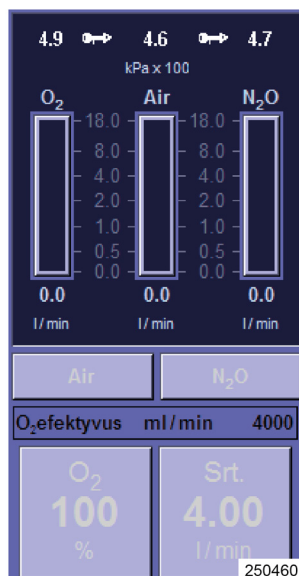 4.9 4.6 4.7
kPa x 100
O₂ Air N₂O
18.0 18.0
8.0 8.0
4.0 4.0
2.0 2.0
1.0 1.0
0.5 0.5
0.0 0.0
0.0 0.0 0.0
l / min l / min l / min
Air N₂O
O₂efektyvus ml / min 4000
O₂ Srt.
100 4.00
% l / min
250460